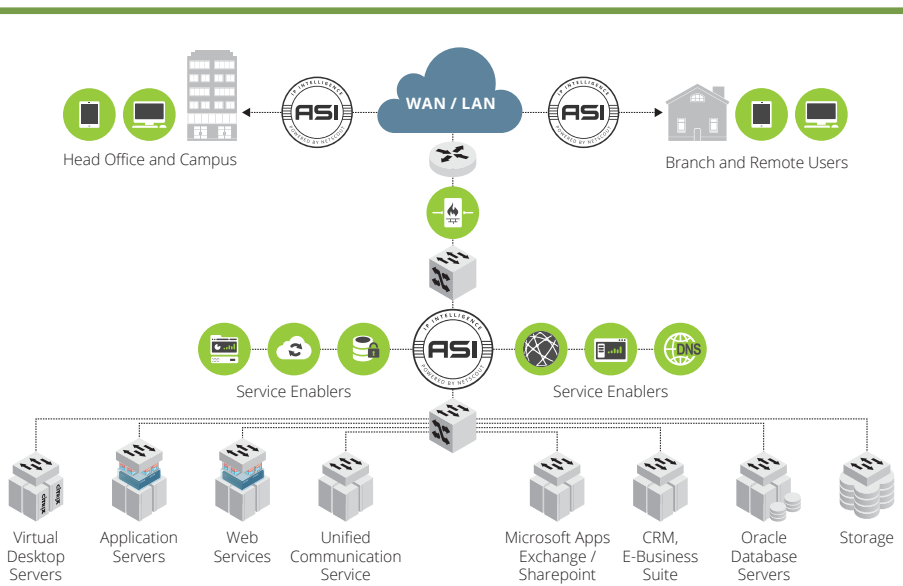 IP INTELLIGENCE
ASI
POWERED BY NETSCOUT
WAN / LAN
IP INTELLIGENCE
ASI
POWERED BY NETSCOUT
Head Office and Campus
Branch and Remote Users
IP INTELLIGENCE
ASI
POWERED BY NETSCOUT
DNS
Service Enablers
Service Enablers
citrix
citrix
Virtual
Desktop
Servers
Application
Servers
Web
Services
Unified
Communication
Service
Microsoft Apps
Exchange /
Sharepoint
CRM,
E-Business
Suite
Oracle
Database
Servers
Storage